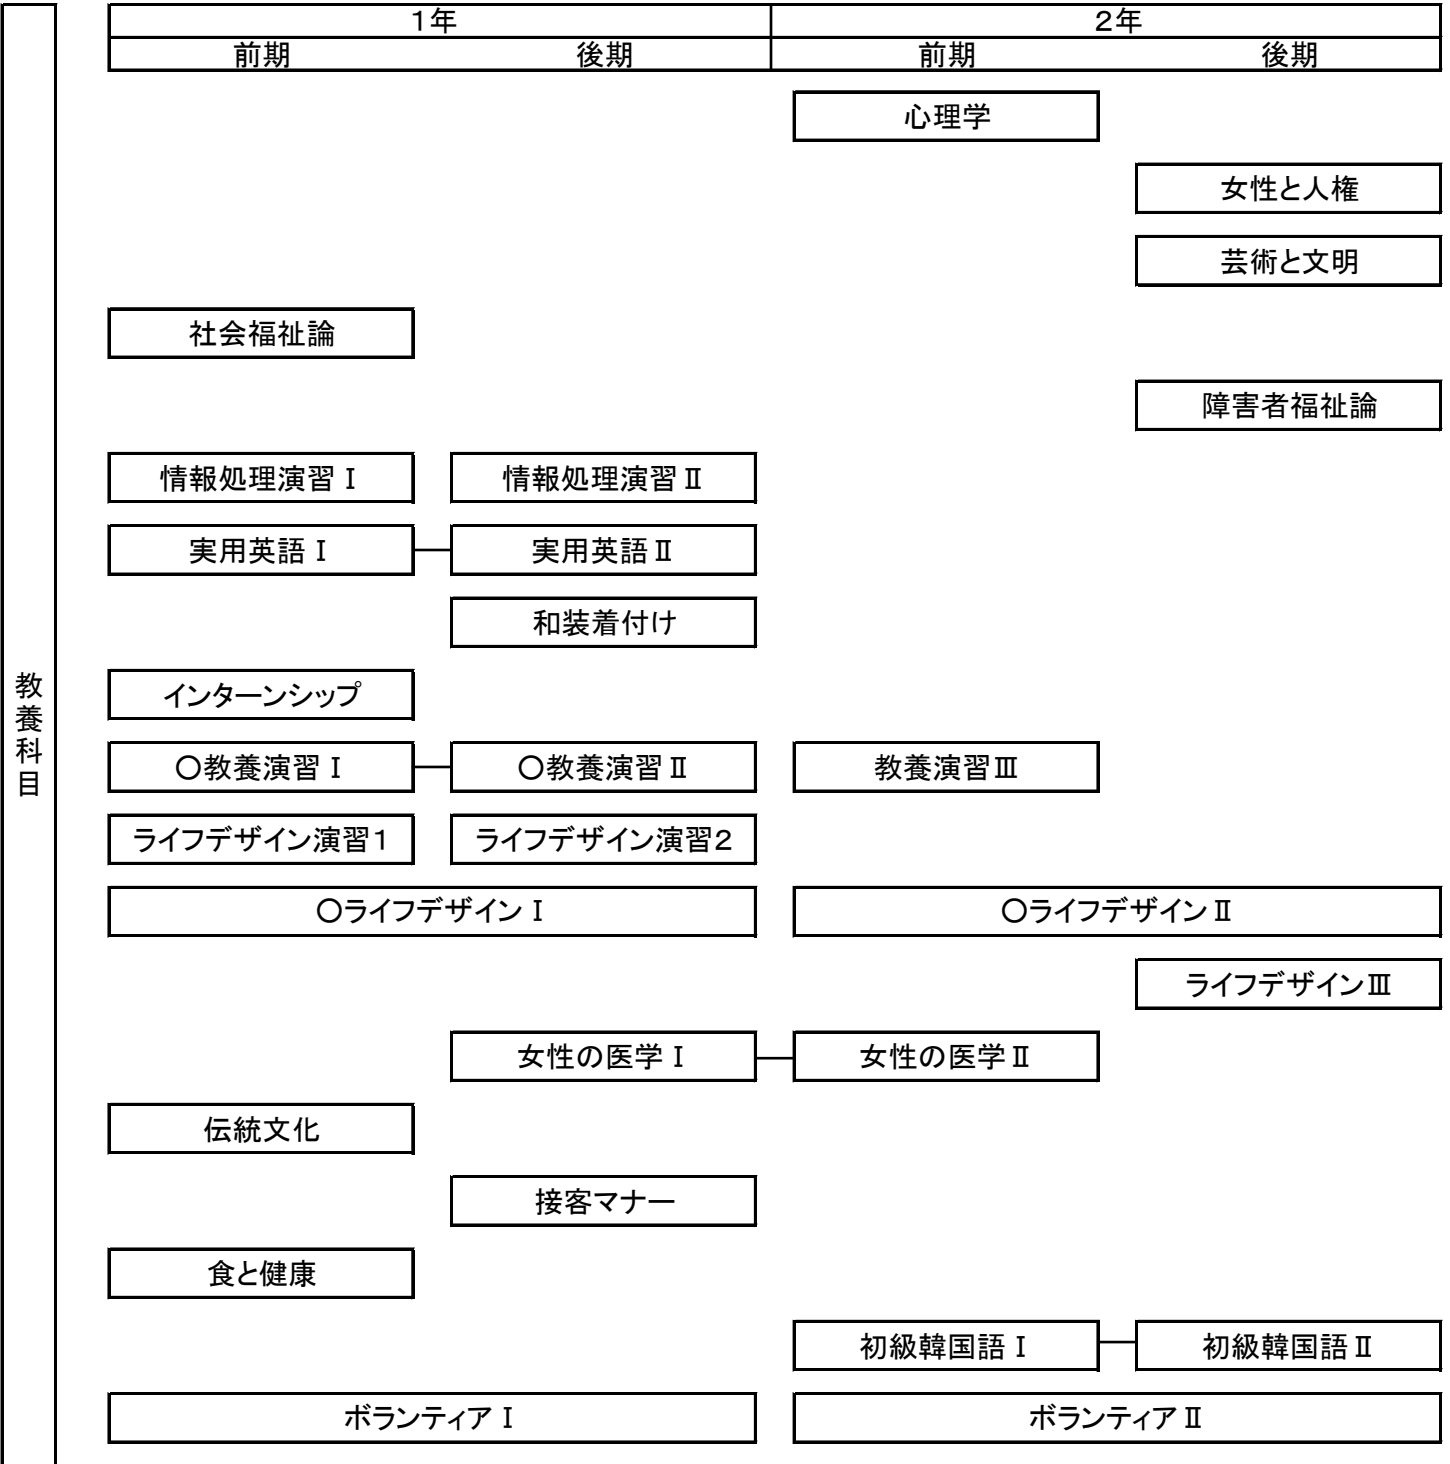 1年 2年
前期 後期 前期 後期
心理学
女性と人権
芸術と文明
社会福祉論
障害者福祉論
情報処理演習Ⅰ 情報処理演習Ⅱ
実用英語Ⅰ 実用英語Ⅱ
和装着付け
教養科目
インターンシップ
〇教養演習Ⅰ 〇教養演習Ⅱ 教養演習Ⅲ
ライフデザイン演習1 ライフデザイン演習2
〇ライフデザインⅠ 〇ライフデザインⅡ
ライフデザインⅢ
女性の医学Ⅰ 女性の医学Ⅱ
伝統文化
接客マナー
食と健康
初級韓国語Ⅰ 初級韓国語Ⅱ
ボランティアⅠ ボランティアⅡ